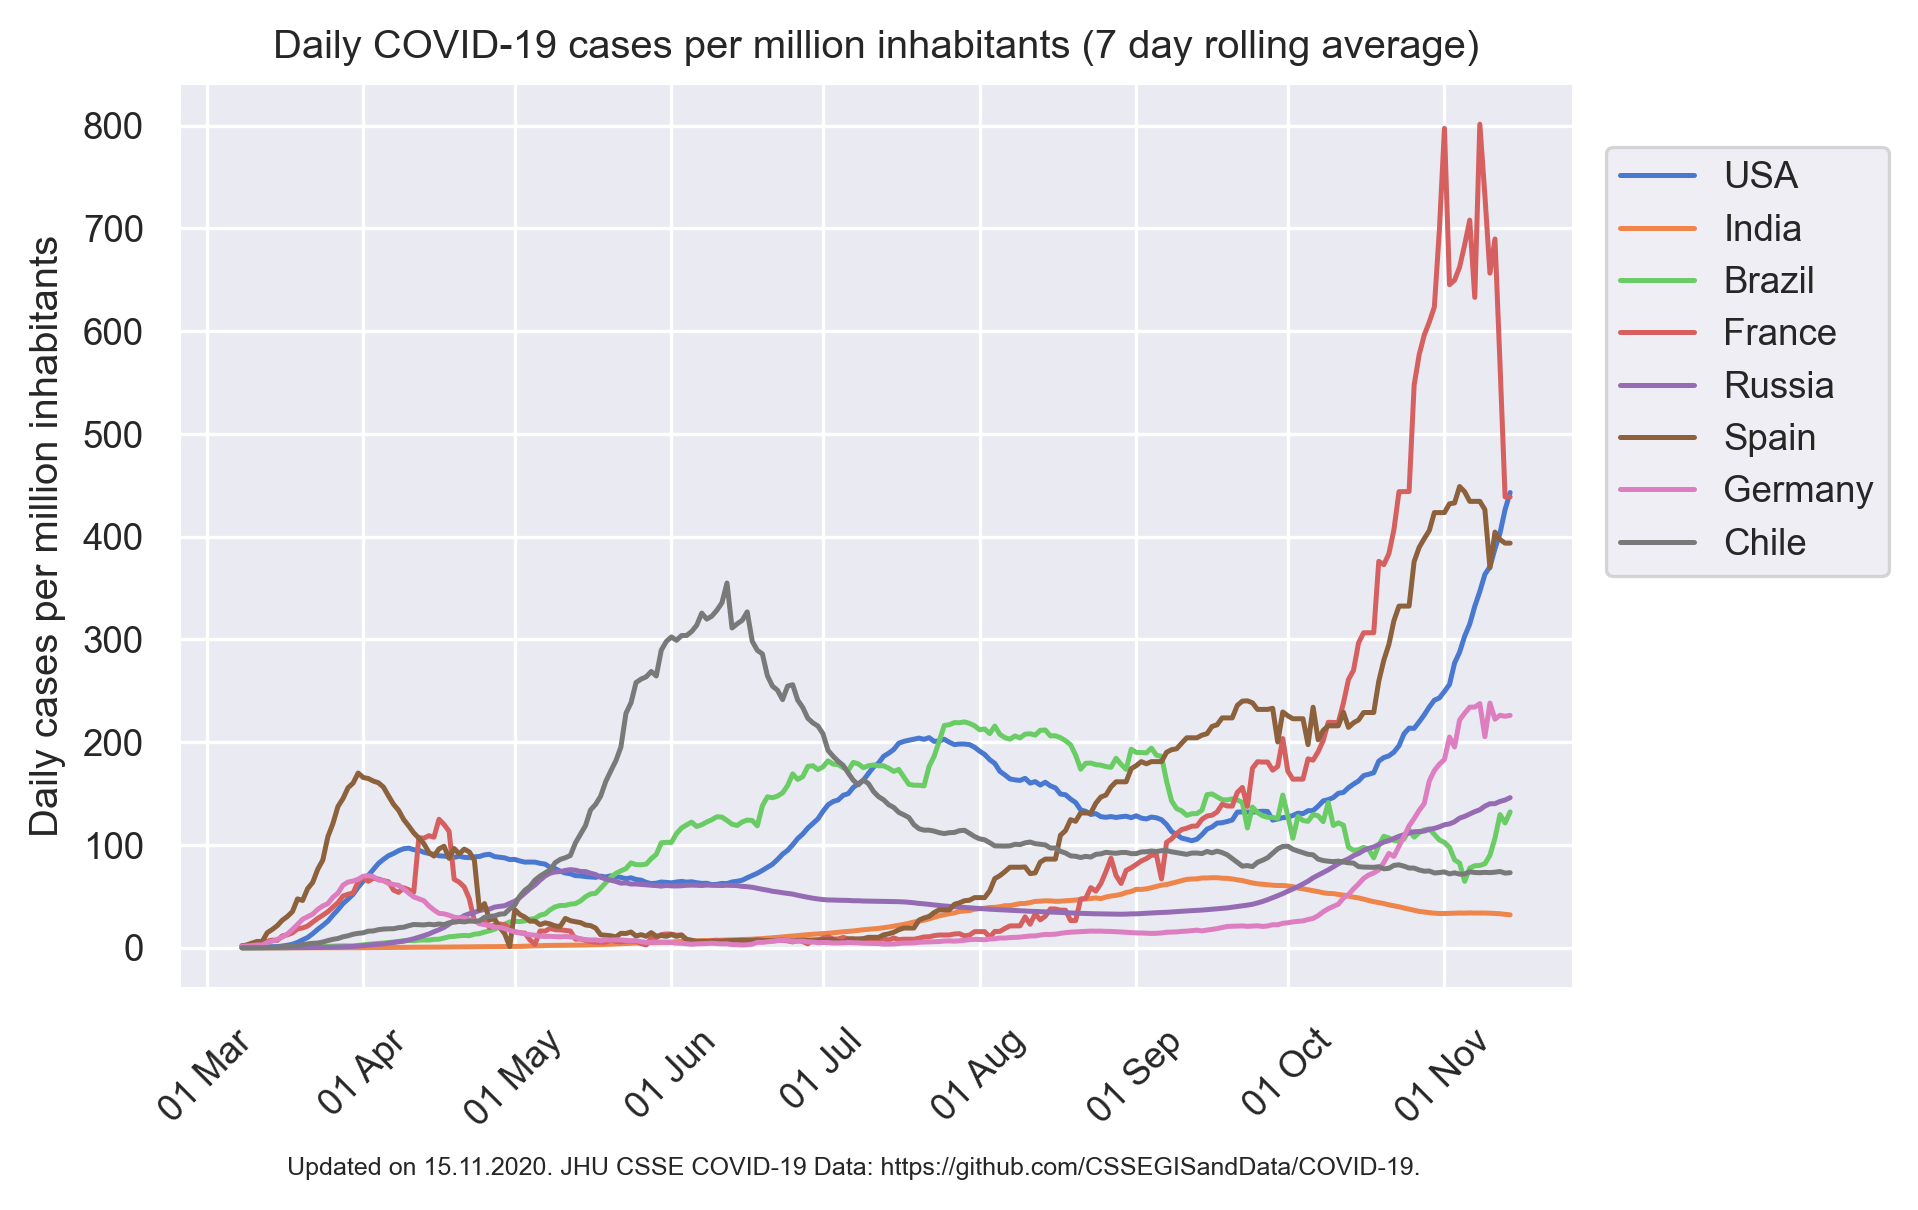 Daily COVID-19 cases per million inhabitants (7 day rolling average)
Daily cases per million inhabitants
800
700
600
500
400
300
200
100
0
01 Mar
01 Apr
01 May
01 Jun
01 Jul
01 Aug
01 Sep
01 Oct
01 Nov
USA
India
Brazil
France
Russia
Spain
Germany
Chile
Updated on 15.11.2020. JHU CSSE COVID-19 Data: https://github.com/CSSEGISandData/COVID-19.